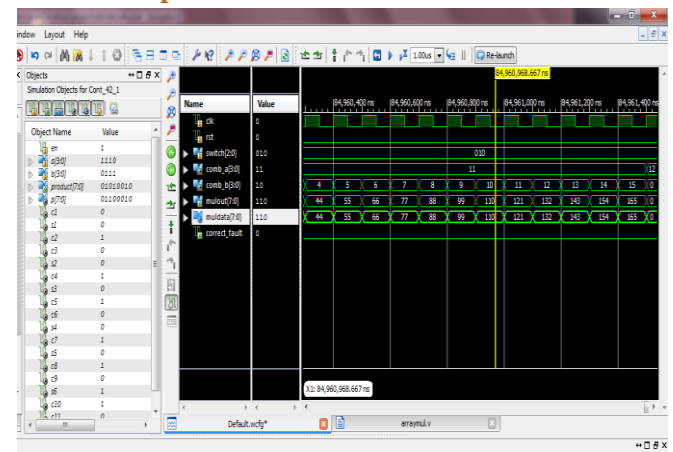 indow Layout Help
1.00us Re-launch
Objects
Simulation Objects for Cont_42_1
Object Name Value
en 1
a[3:0] 1110
b[3:0] 0111
product[7:0] 01010010
p[7:0] 01100010
c1 0
s1 0
c2 1
c3 0
s2 0
c4 1
s3 0
c5 1
c6 0
s4 0
c7 1
s5 0
c8 1
c9 0
s6 1
c10 1
c11 0
84,960,968.667 ns
Name Value
84,960,400 ns 84,960,600 ns 84,960,800 ns 84,961,000 ns 84,961,200 ns 84,961,400 ns
clk 0
rst 0
switch[2:0] 010 010
comb_a[3:0] 11 11 12
comb_b[3:0] 10 4 5 6 7 8 9 10 11 12 13 14 15 0
mulout[7:0] 110 44 55 66 77 88 99 110 121 132 143 154 165 0
muldata[7:0] 110 44 55 66 77 88 99 110 121 132 143 154 165 0
correct_fault 0
X1: 84,960,968.667 ns
Default.wcfg* arraymul.v